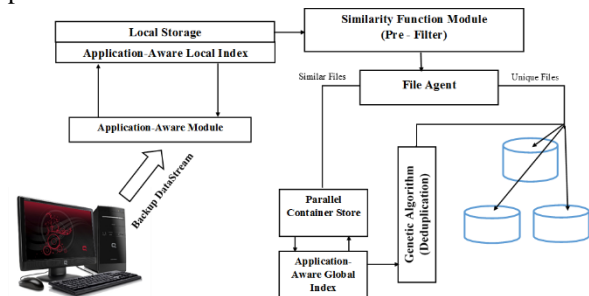 Local Storage
Application-Aware Local Index
Similarity Function Module
(Pre - Filter)
Similar Files
File Agent
Unique Files
Application-Aware Module
Backup DataStream
Parallel
Container Store
Genetic Algorithm
(Deduplication)
Application-
Aware Global
Index